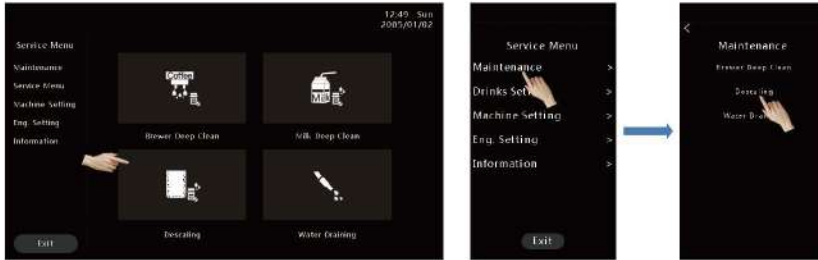 12:49 Sun
2005/01/02
Service Menu
Maintenance
Service Menu
Machine Setting
Eng. Setting
Information
Exit
Coffee
Brewer Deep Clean
Milk
Milk Deep Clean
Descaling
Water Draining
Service Menu
Maintenance >
Drinks Set >
Machine Setting >
Eng. Setting >
Information >
Exit
<
Maintenance
Brewer Deep Clean
Descaling
Water Dra